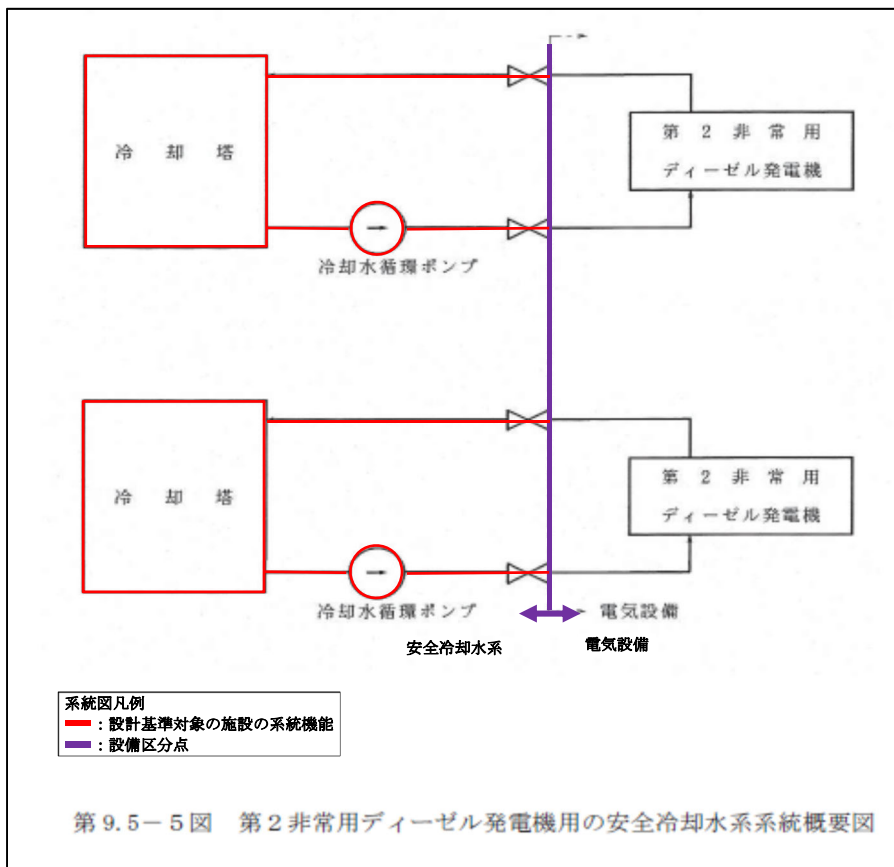 冷却塔
第2非常用
ディーゼル発電機
冷却水循環ポンプ
冷却塔
第2非常用
ディーゼル発電機
冷却水循環ポンプ
電気設備
安全冷却水系
電気設備
系統図凡例
:設計基準対象の施設の系統機能
:設備区分点
第9.5-5図 第2非常用ディーゼル発電機用の安全冷却水系系統概要図